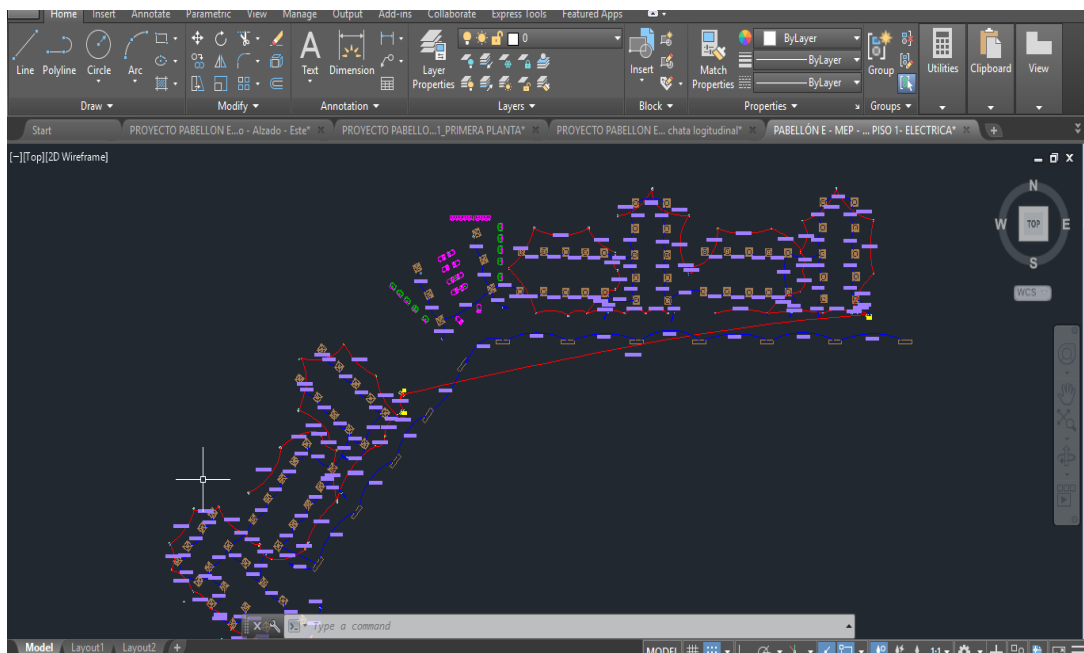 Home Insert Annotate Parametric View Manage Output Add-ins Collaborate Express Tools Featured Apps
0
ByLayer
ByLayer
ByLayer
Line Polyline Circle Arc
Text Dimension
Layer Properties
Insert
Match Properties
Group
Utilities Clipboard View
Draw Modify Annotation Layers Block Properties Groups
Start PROYECTO PABELLON E...o - Alzado - Este* PROYECTO PABELLO...1_PRIMERA PLANTA* PROYECTO PABELLON E... chata logitudinal* PABELLÓN E - MEP - ... PISO 1- ELECTRICA*
[−][Top][2D Wireframe]
N
W TOP E
S
WCS
Type a command
Model Layout1 Layout2 +
MODEL 1:1